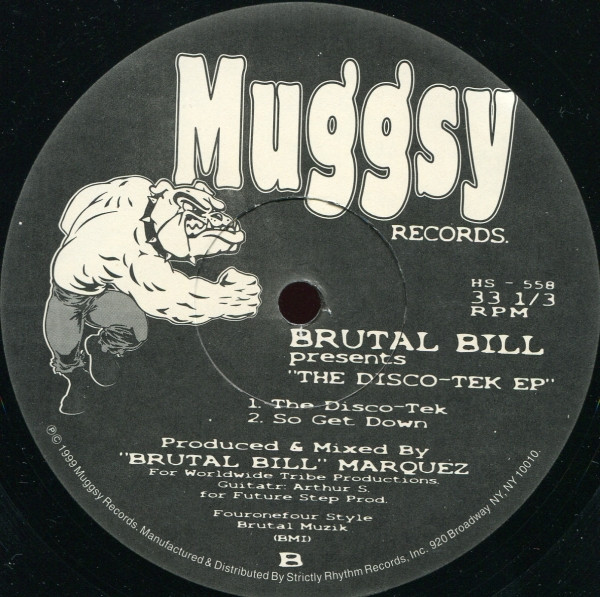 Muggsy
RECORDS.
HS - 558
33 1/3
RPM
BRUTAL BILL
presents
"THE DISCO-TEK EP"
1. The Disco-Tek
2. So Get Down
Produced & Mixed By
"BRUTAL BILL" MARQUEZ
For Worldwide Tribe Productions.
Guitatr: Arthur S.
for Future Step Prod.
Fouronefour Style
Brutal Muzik
(BMI)
B
℗ © 1999 Muggsy Records. Manufactured & Distributed By Strictly Rhythm Records, Inc. 920 Broadway NY, NY 10010.